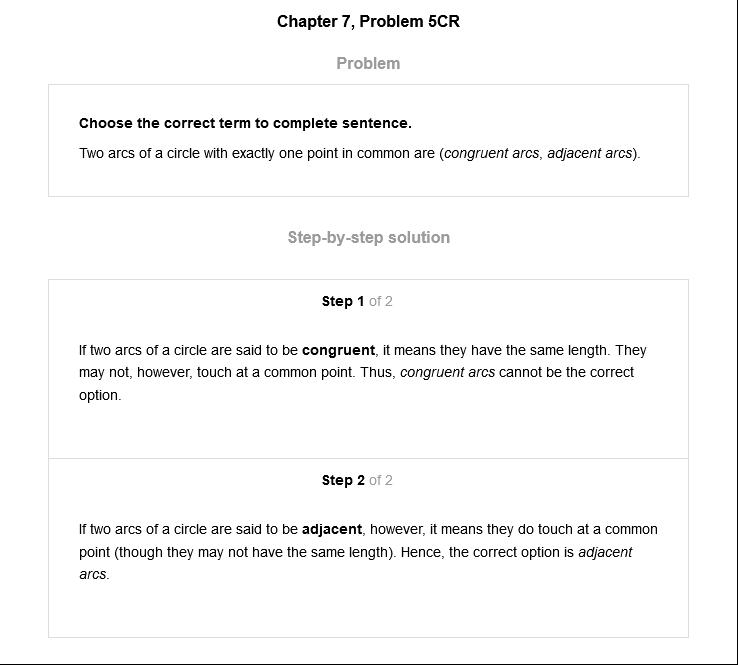 Chapter 7, Problem 5CR
Problem
Choose the correct term to complete sentence.
Two arcs of a circle with exactly one point in common are (congruent arcs, adjacent arcs).
Step-by-step solution
Step 1 of 2
If two arcs of a circle are said to be congruent, it means they have the same length. They
may not, however, touch at a common point. Thus, congruent arcs cannot be the correct
option.
Step 2 of 2
If two arcs of a circle are said to be adjacent, however, it means they do touch at a common
point (though they may not have the same length). Hence, the correct option is adjacent
arcs.